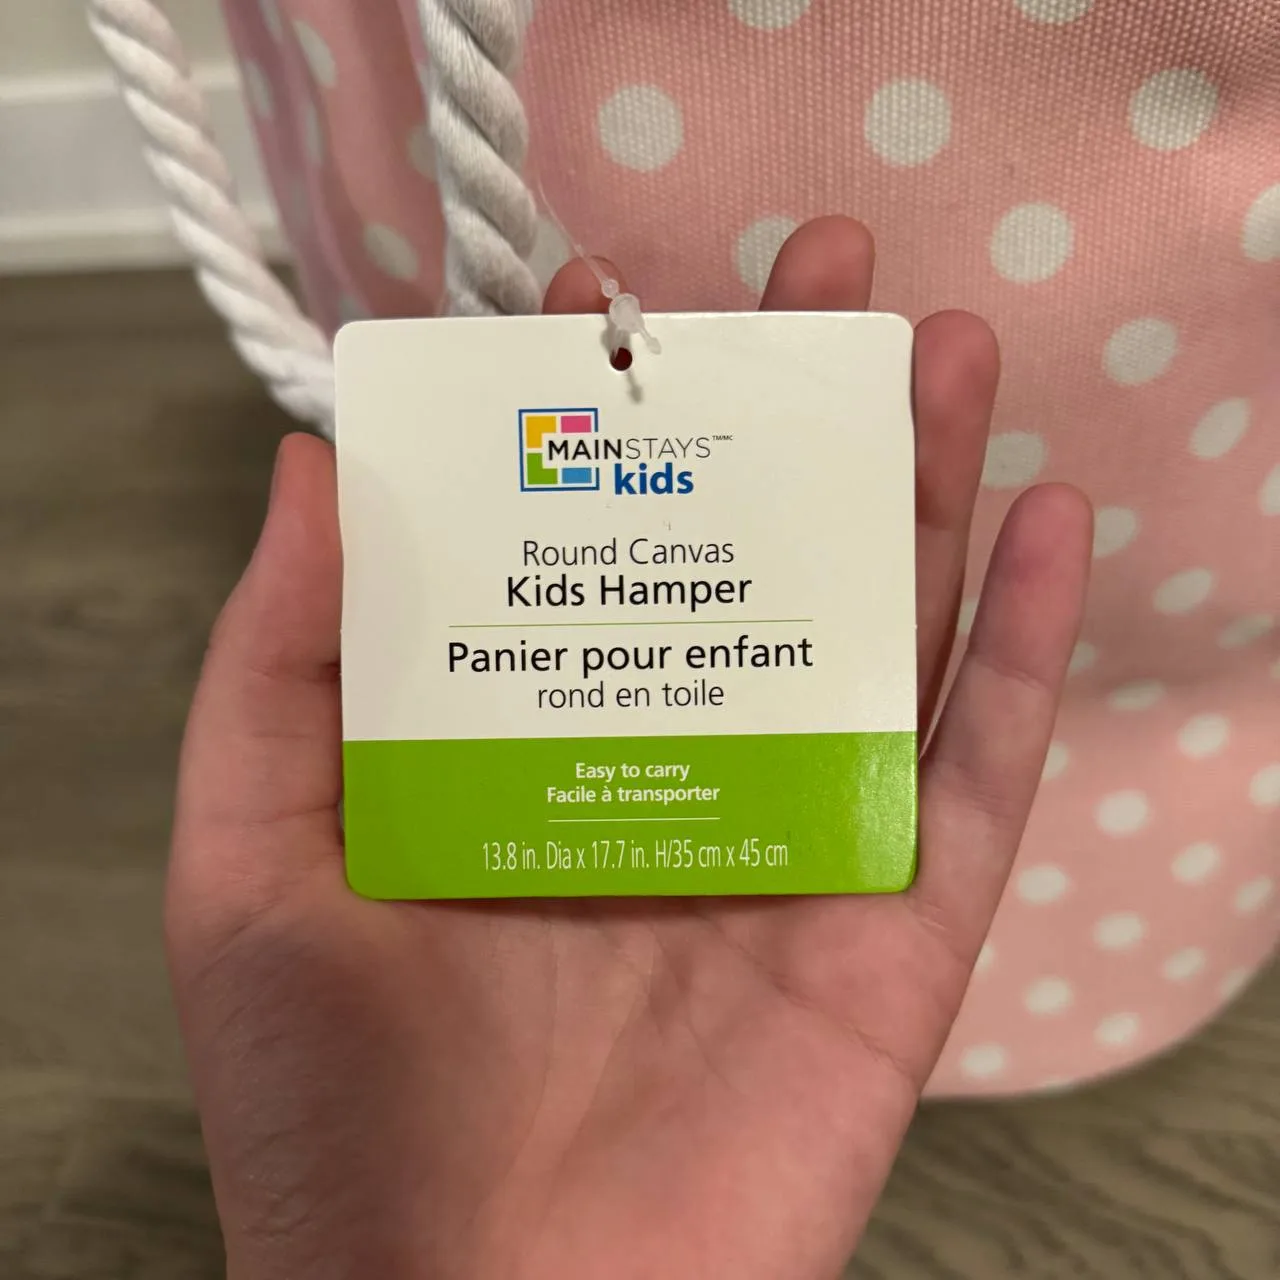 MAINSTAYS™/MC
kids
Round Canvas
Kids Hamper
Panier pour enfant
rond en toile
Easy to carry
Facile à transporter
13.8 in. Dia x 17.7 in. H/35 cm x 45 cm